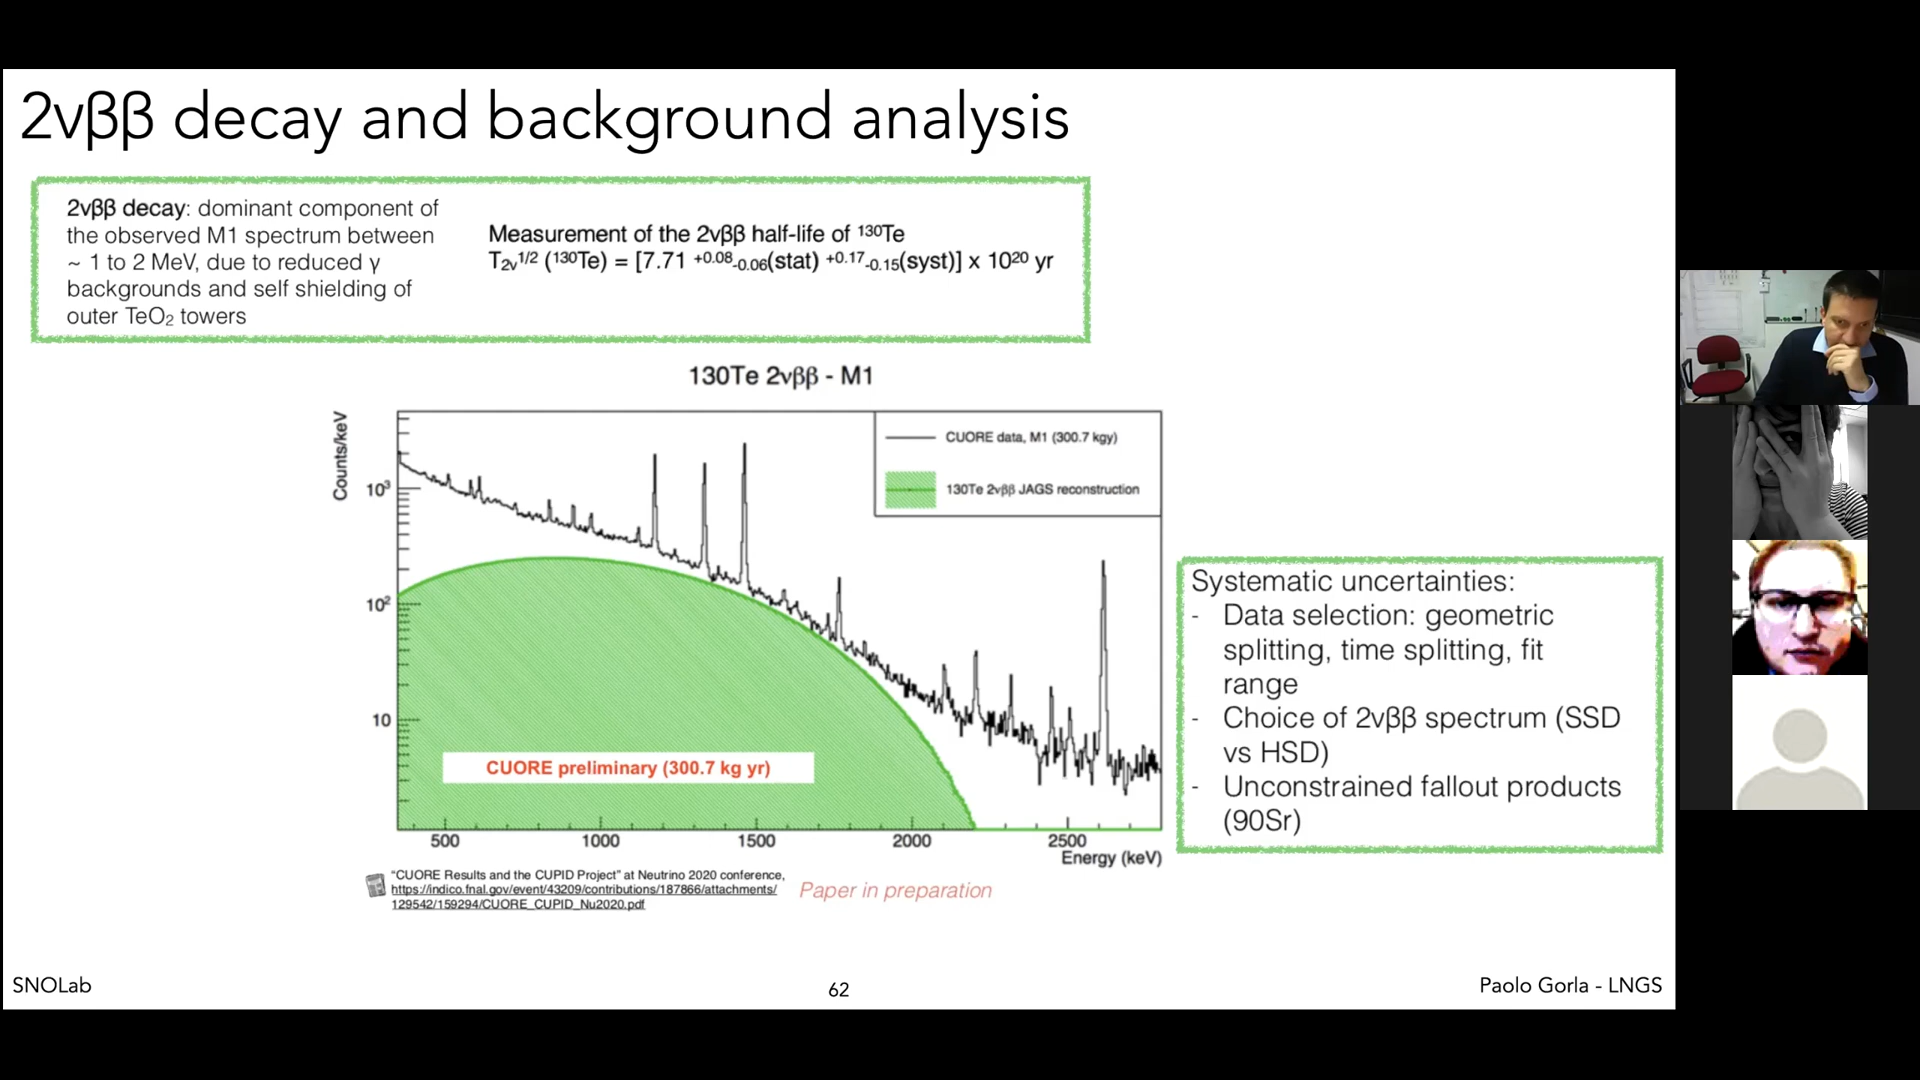 2νββ decay and background analysis
2νββ decay: dominant component of
the observed M1 spectrum between
~ 1 to 2 MeV, due to reduced γ
backgrounds and self shielding of
outer TeO₂ towers
Measurement of the 2νββ half-life of ¹³⁰Te
T₂ᵥ¹/² (¹³⁰Te) = [7.71 ⁺⁰·⁰⁸₋₀.₀₆(stat) ⁺⁰·¹⁷₋₀.₁₅(syst)] x 10²⁰ yr
130Te 2νββ - M1
Counts/keV
10³
10²
10
CUORE data, M1 (300.7 kgy)
130Te 2νββ JAGS reconstruction
CUORE preliminary (300.7 kg yr)
500 1000 1500 2000 2500
Energy (keV)
Systematic uncertainties:
- Data selection: geometric
splitting, time splitting, fit
range
- Choice of 2νββ spectrum (SSD
vs HSD)
- Unconstrained fallout products
(90Sr)
"CUORE Results and the CUPID Project" at Neutrino 2020 conference,
https://indico.fnal.gov/event/43209/contributions/187866/attachments/
129542/159294/CUORE_CUPID_Nu2020.pdf
Paper in preparation
SNOLab
62
Paolo Gorla - LNGS